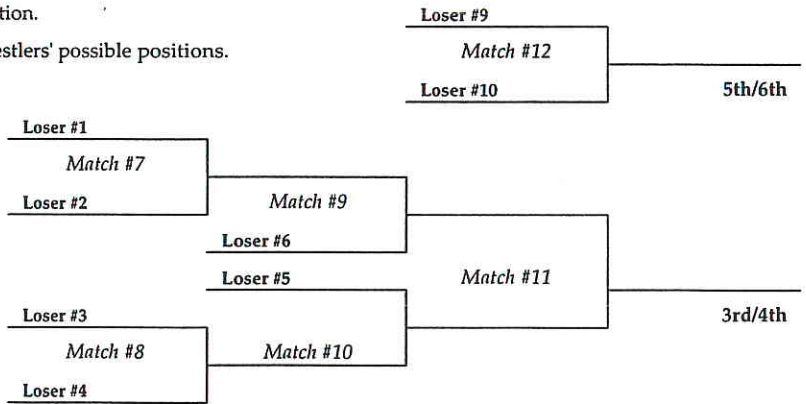 tion.
estlers' possible positions.
Loser #9
Match #12
Loser #10
5th/6th
Loser #1
Match #7
Loser #2
Match #9
Loser #6
Loser #5
Match #11
3rd/4th
Loser #3
Match #8
Match #10
Loser #4